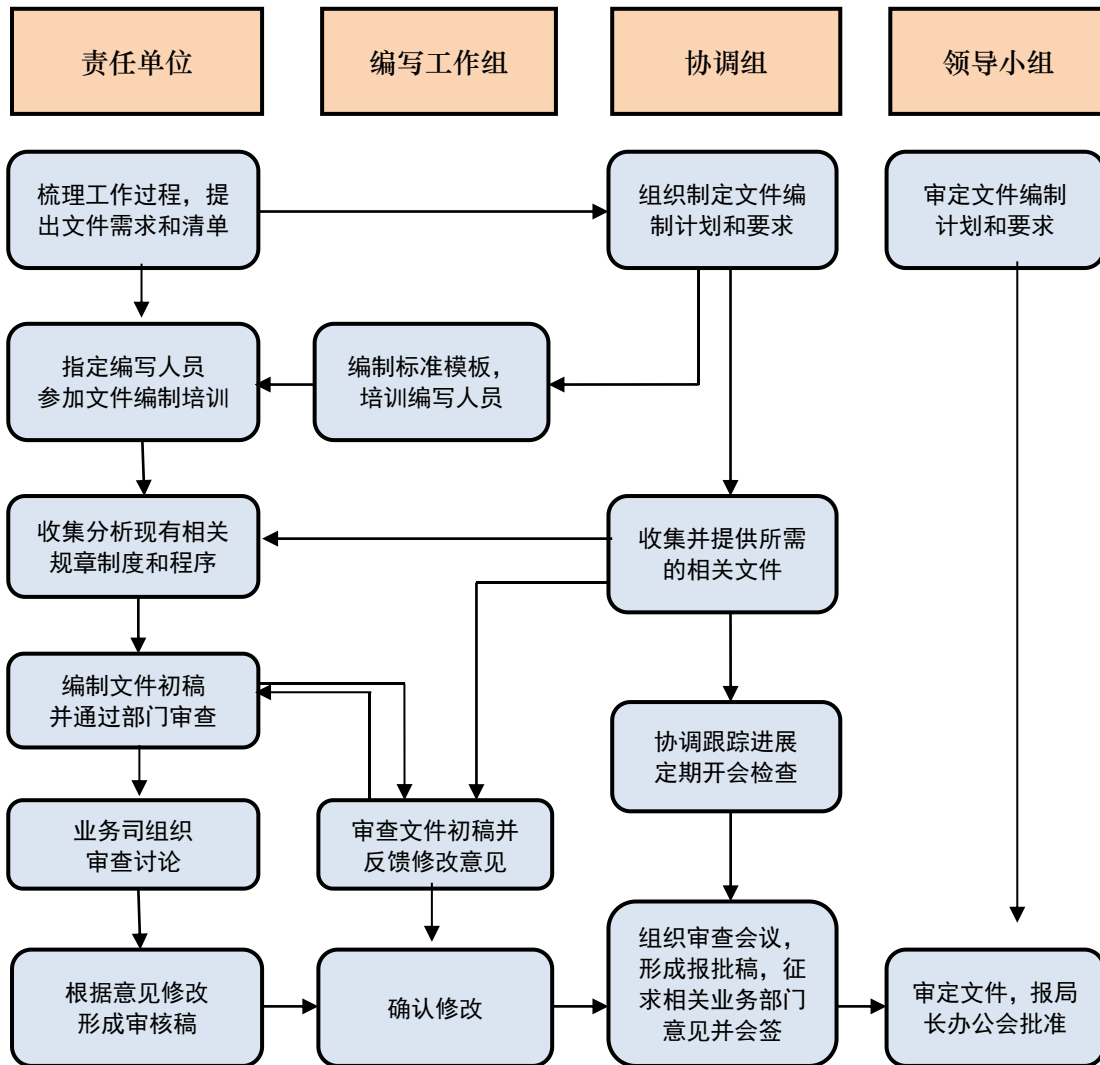 责任单位
编写工作组
协调组
领导小组
梳理工作过程，提
出文件需求和清单
组织制定文件编
制计划和要求
审定文件编制
计划和要求
指定编写人员
参加文件编制培训
编制标准模板，
培训编写人员
收集分析现有相关
规章制度和程序
收集并提供所需
的相关文件
编制文件初稿
并通过部门审查
协调跟踪进展
定期开会检查
业务司组织
审查讨论
审查文件初稿并
反馈修改意见
根据意见修改
形成审核稿
确认修改
组织审查会议，
形成报批稿，征
求相关业务部门
意见并会签
审定文件，报局
长办公会批准